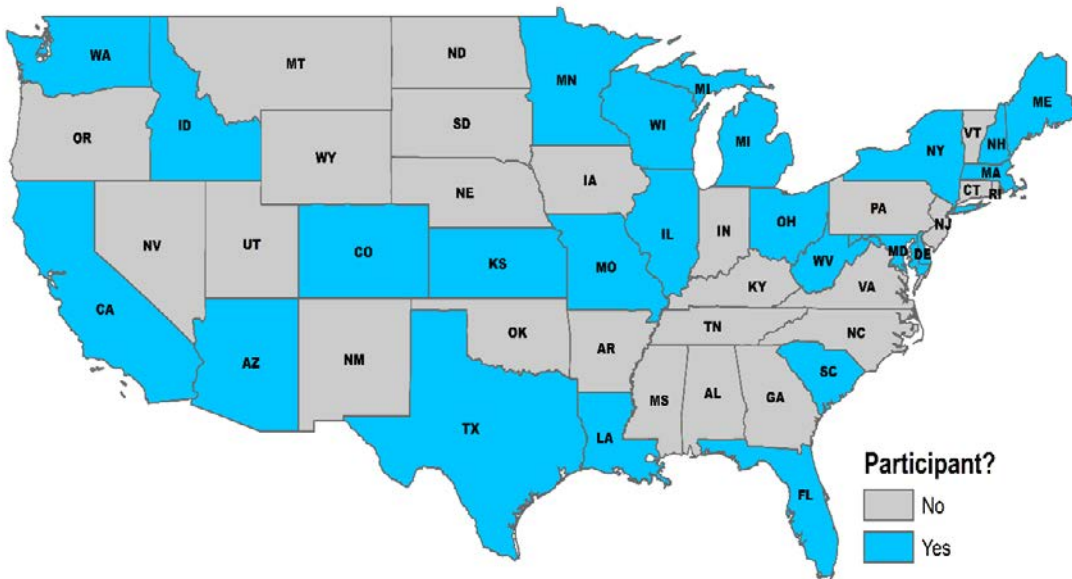 WA
MT
ND
MN
ME
MI
VT
NH
ID
OR
SD
WI
MI
NY
MA
WY
CT
RI
IA
NE
PA
NJ
OH
IL
IN
NV
UT
MD
DE
CO
WV
KS
MO
KY
VA
CA
TN
OK
NC
AR
AZ
NM
SC
MS
AL
GA
TX
LA
FL
Participant?
No
Yes